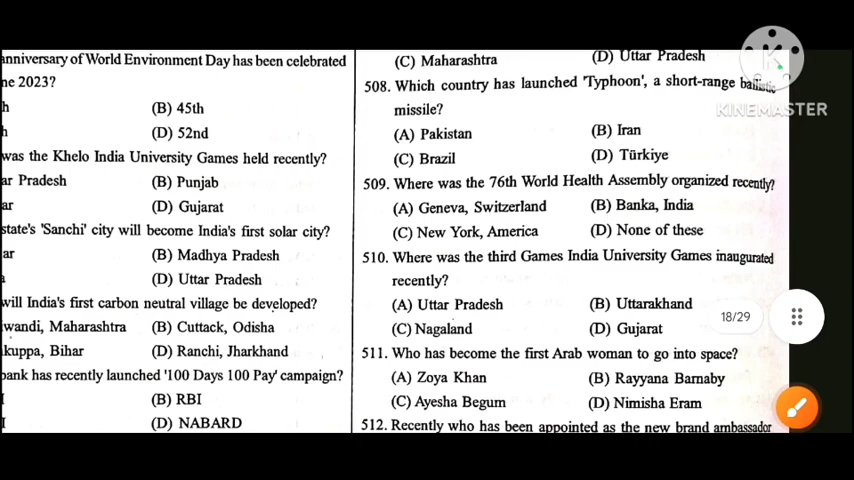 anniversary of World Environment Day has been celebrated
ne 2023?
h (B) 45th
h (D) 52nd
was the Khelo India University Games held recently?
ar Pradesh (B) Punjab
ar (D) Gujarat
state's 'Sanchi' city will become India's first solar city?
ar (B) Madhya Pradesh
(D) Uttar Pradesh
will India's first carbon neutral village be developed?
iwandi, Maharashtra (B) Cuttack, Odisha
kuppa, Bihar (D) Ranchi, Jharkhand
bank has recently launched '100 Days 100 Pay' campaign?
I (B) RBI
I (D) NABARD
(C) Maharashtra (D) Uttar Pradesh
508. Which country has launched 'Typhoon', a short-range ballistic
missile?
(A) Pakistan (B) Iran
(C) Brazil (D) Türkiye
509. Where was the 76th World Health Assembly organized recently?
(A) Geneva, Switzerland (B) Banka, India
(C) New York, America (D) None of these
510. Where was the third Games India University Games inaugurated
recently?
(A) Uttar Pradesh (B) Uttarakhand
(C) Nagaland (D) Gujarat
511. Who has become the first Arab woman to go into space?
(A) Zoya Khan (B) Rayyana Barnaby
(C) Ayesha Begum (D) Nimisha Eram
512. Recently who has been appointed as the new brand ambassador
K
KINEMASTER
18/29